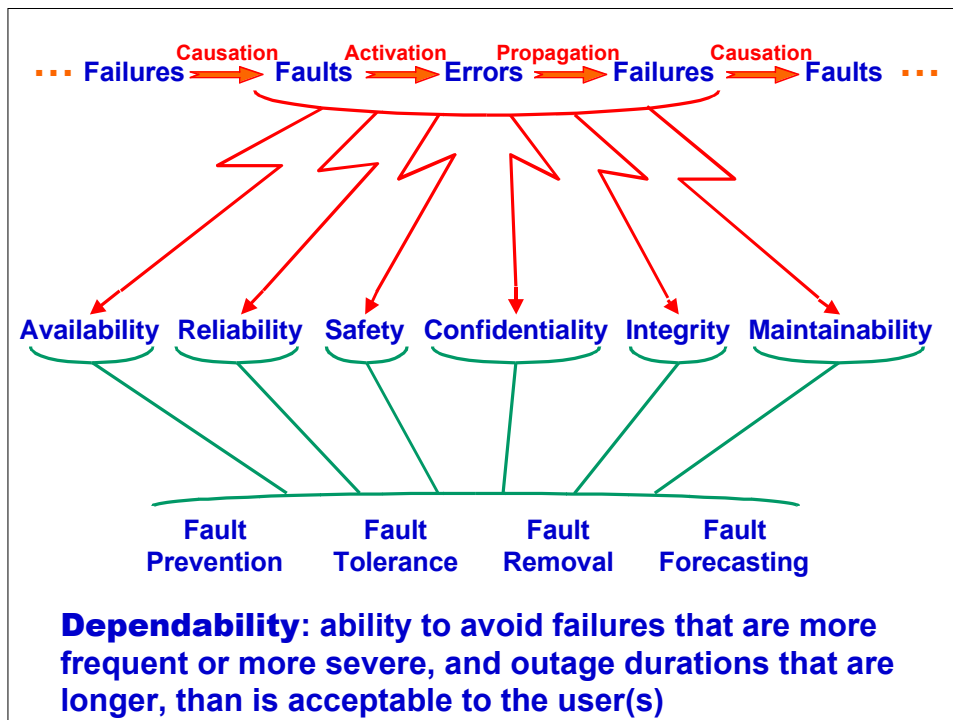 Causation Activation Propagation Causation
... Failures Faults Errors Failures Faults ...
Availability Reliability Safety Confidentiality Integrity Maintainability
Fault Fault Fault Fault
Prevention Tolerance Removal Forecasting
Dependability: ability to avoid failures that are more
frequent or more severe, and outage durations that are
longer, than is acceptable to the user(s)